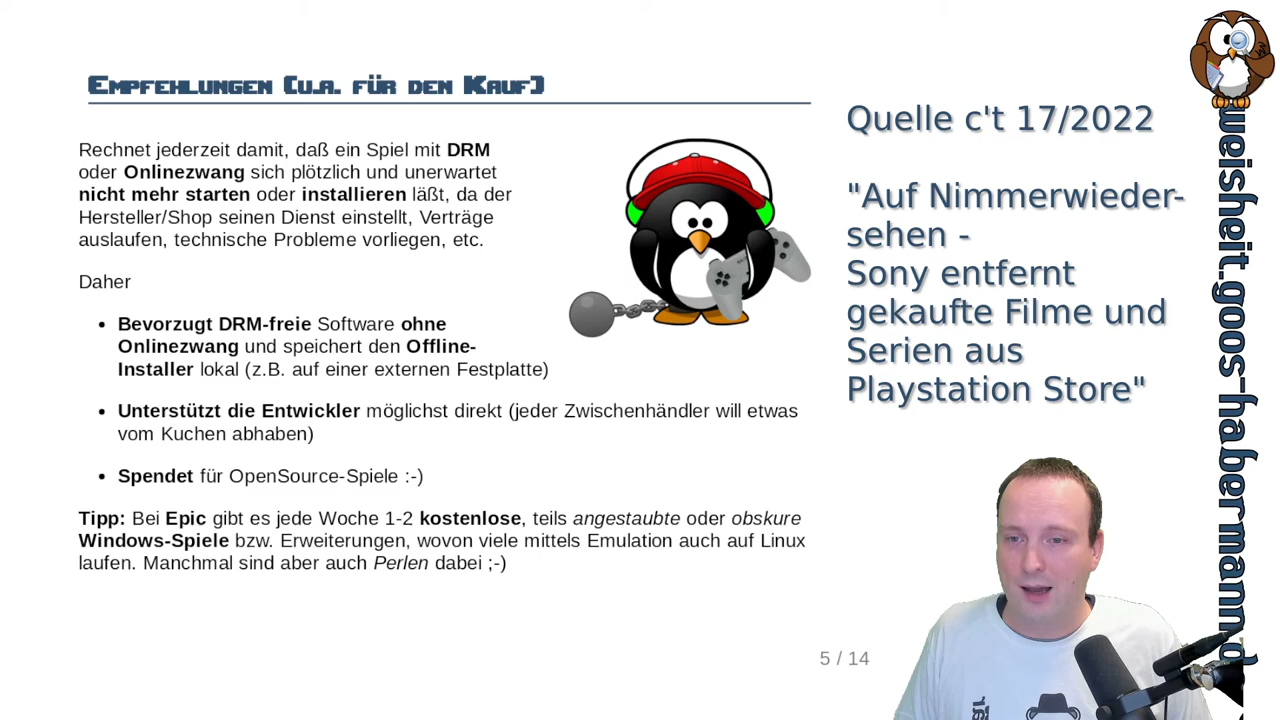 Empfehlungen (u.a. für den Kauf)
Rechnet jederzeit damit, daß ein Spiel mit DRM
oder Onlinezwang sich plötzlich und unerwartet
nicht mehr starten oder installieren läßt, da der
Hersteller/Shop seinen Dienst einstellt, Verträge
auslaufen, technische Probleme vorliegen, etc.
Daher
• Bevorzugt DRM-freie Software ohne
Onlinezwang und speichert den Offline-
Installer lokal (z.B. auf einer externen Festplatte)
• Unterstützt die Entwickler möglichst direkt (jeder Zwischenhändler will etwas
vom Kuchen abhaben)
• Spendet für OpenSource-Spiele :-)
Tipp: Bei Epic gibt es jede Woche 1-2 kostenlose, teils angestaubte oder obskure
Windows-Spiele bzw. Erweiterungen, wovon viele mittels Emulation auch auf Linux
laufen. Manchmal sind aber auch Perlen dabei ;-)
5 / 14
Quelle c't 17/2022
"Auf Nimmerwieder-
sehen -
Sony entfernt
gekaufte Filme und
Serien aus
Playstation Store"
weisheit.goos-habermann.d